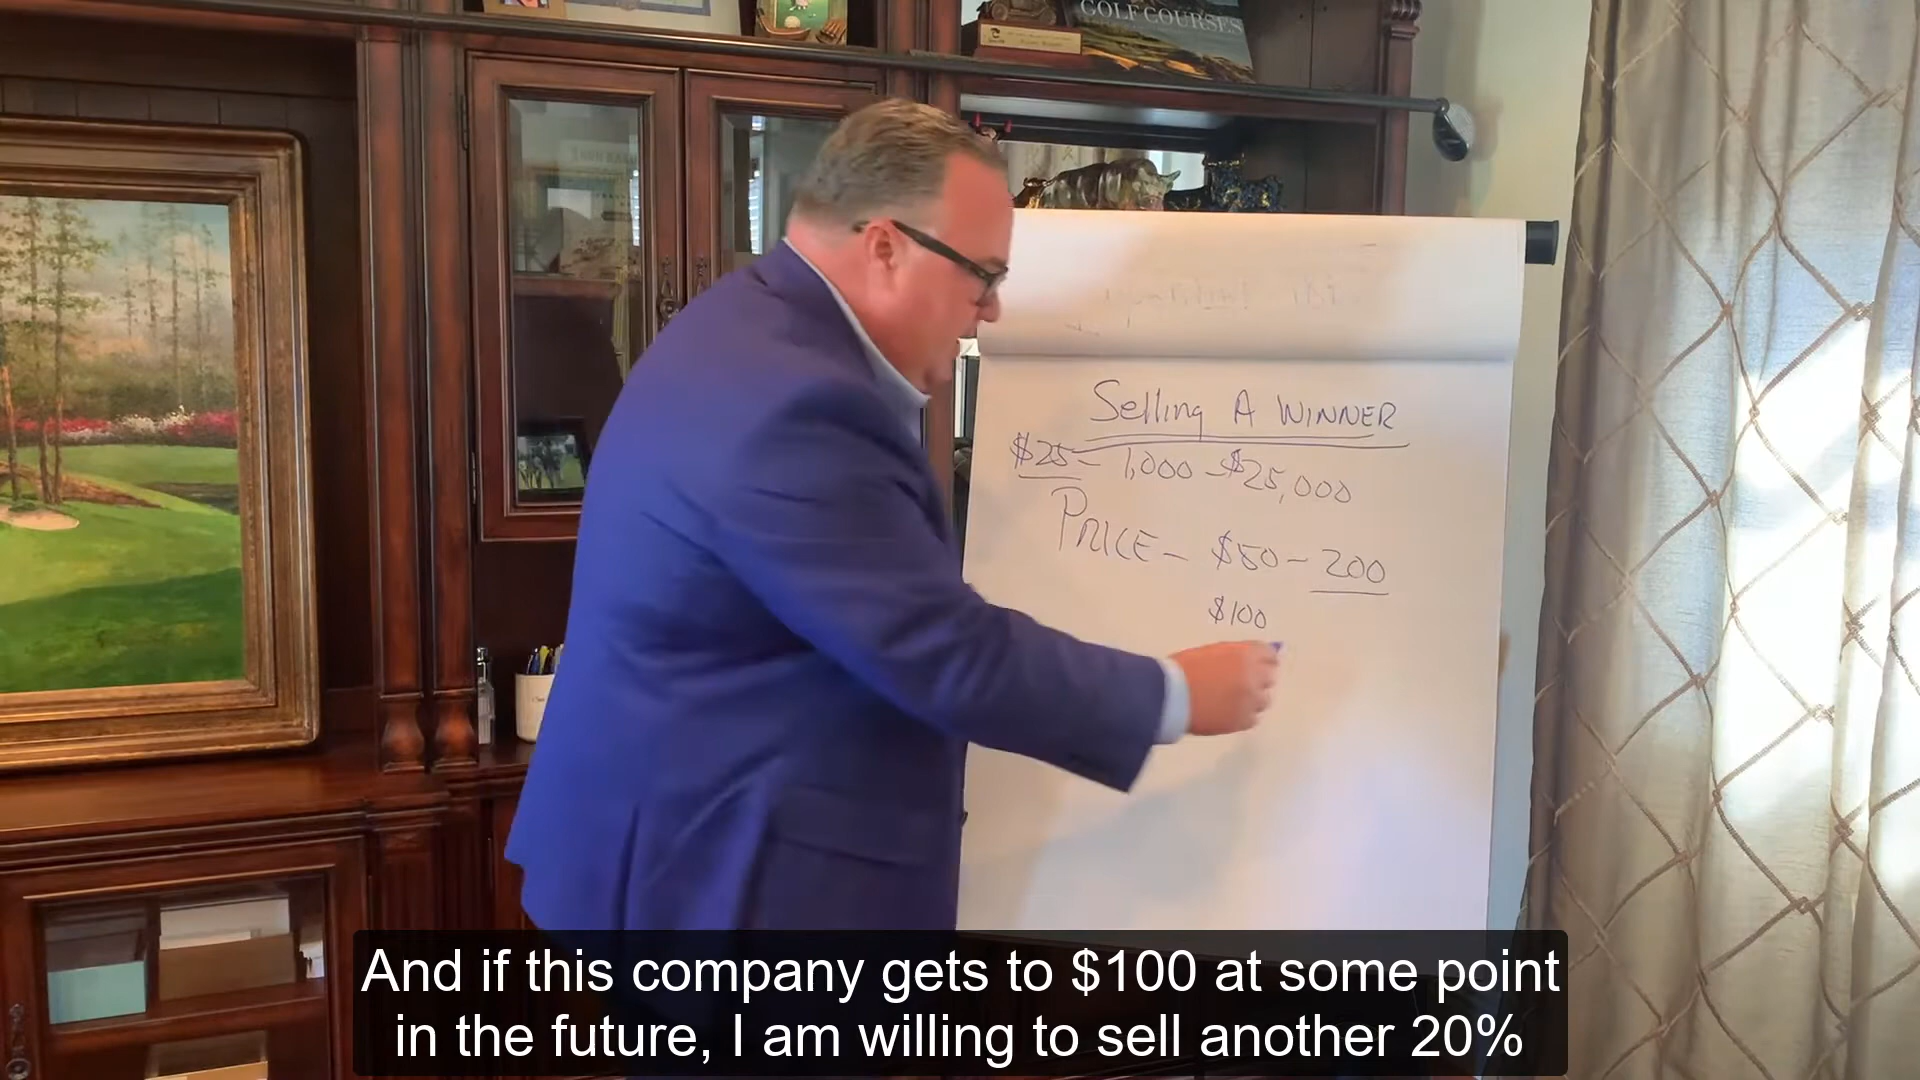 GOLF COURSES
Selling A WINNER
$25 - 1,000 - $25,000
PRICE - $50 - 200
$100
And if this company gets to $100 at some point
in the future, I am willing to sell another 20%